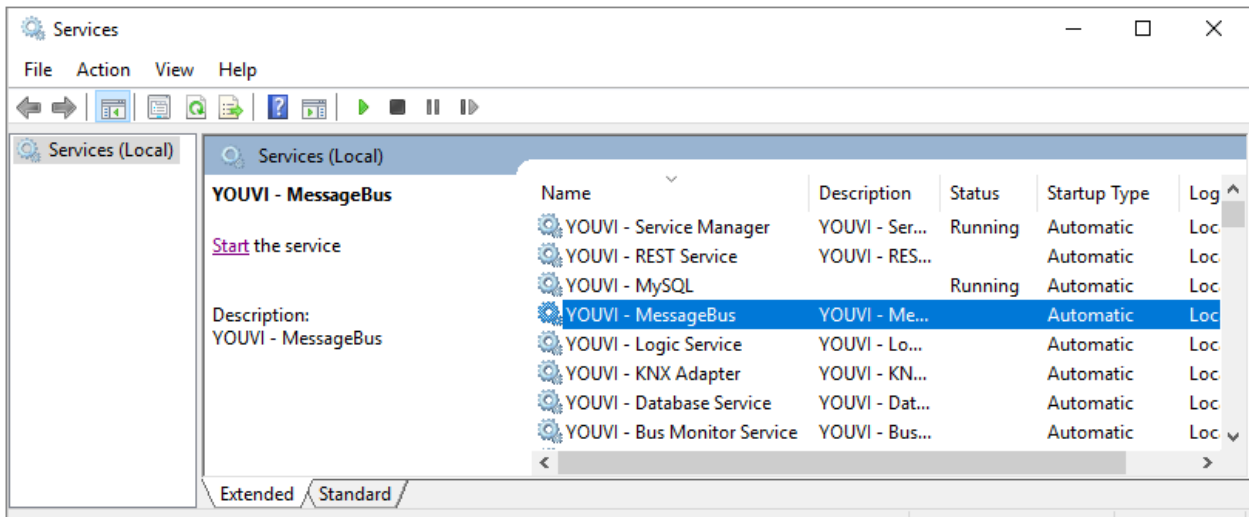 Services
File Action View Help
Services (Local)
Services (Local)
YOUVI - MessageBus
Start the service
Description:
YOUVI - MessageBus
Name Description Status Startup Type Log
YOUVI - Service Manager YOUVI - Ser... Running Automatic Loc
YOUVI - REST Service YOUVI - RES... Automatic Loc
YOUVI - MySQL Running Automatic Loc
YOUVI - MessageBus YOUVI - Me... Automatic Loc
YOUVI - Logic Service YOUVI - Lo... Automatic Loc
YOUVI - KNX Adapter YOUVI - KN... Automatic Loc
YOUVI - Database Service YOUVI - Dat... Automatic Loc
YOUVI - Bus Monitor Service YOUVI - Bus... Automatic Loc
Extended Standard